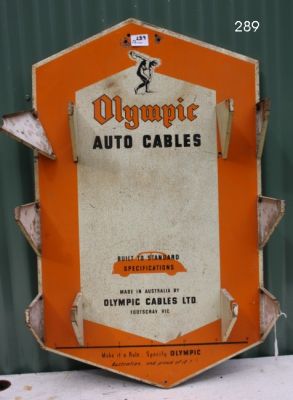 289
289
Olympic
AUTO CABLES
BUILT TO STANDARD
SPECIFICATIONS
MADE IN AUSTRALIA BY
OLYMPIC CABLES LTD
FOOTSCRAY VIC
Make it a Rule. Specify OLYMPIC
Australian and proud of it